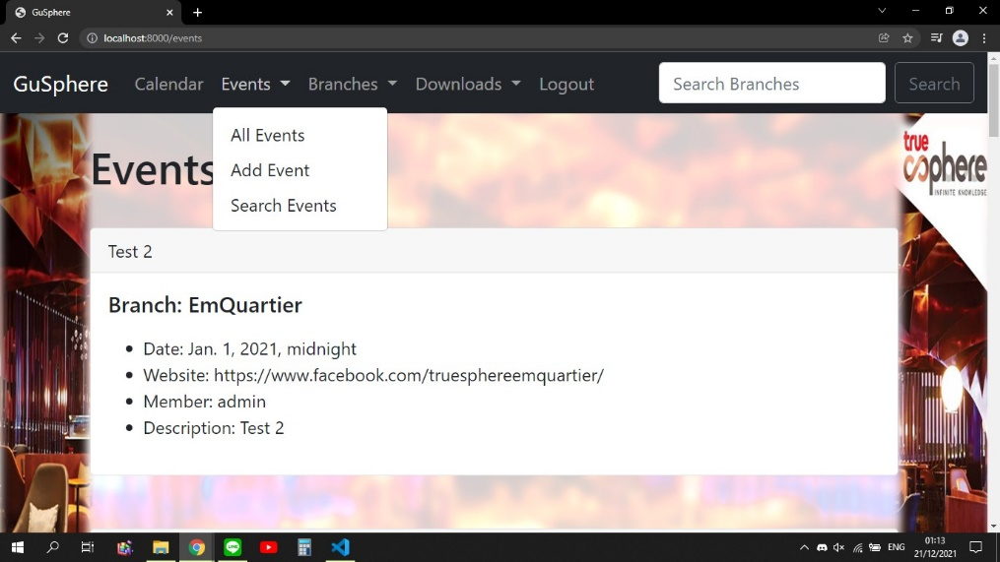 GuSphere
localhost:8000/events
GuSphere Calendar Events Branches Downloads Logout Search Branches Search
All Events
Add Event
Search Events
Events
true
sphere
INFINITE KNOWLEDGE
Test 2
Branch: EmQuartier
Date: Jan. 1, 2021, midnight
Website: https://www.facebook.com/truesphereemquartier/
Member: admin
Description: Test 2
LINE
ENG
01:13
21/12/2021